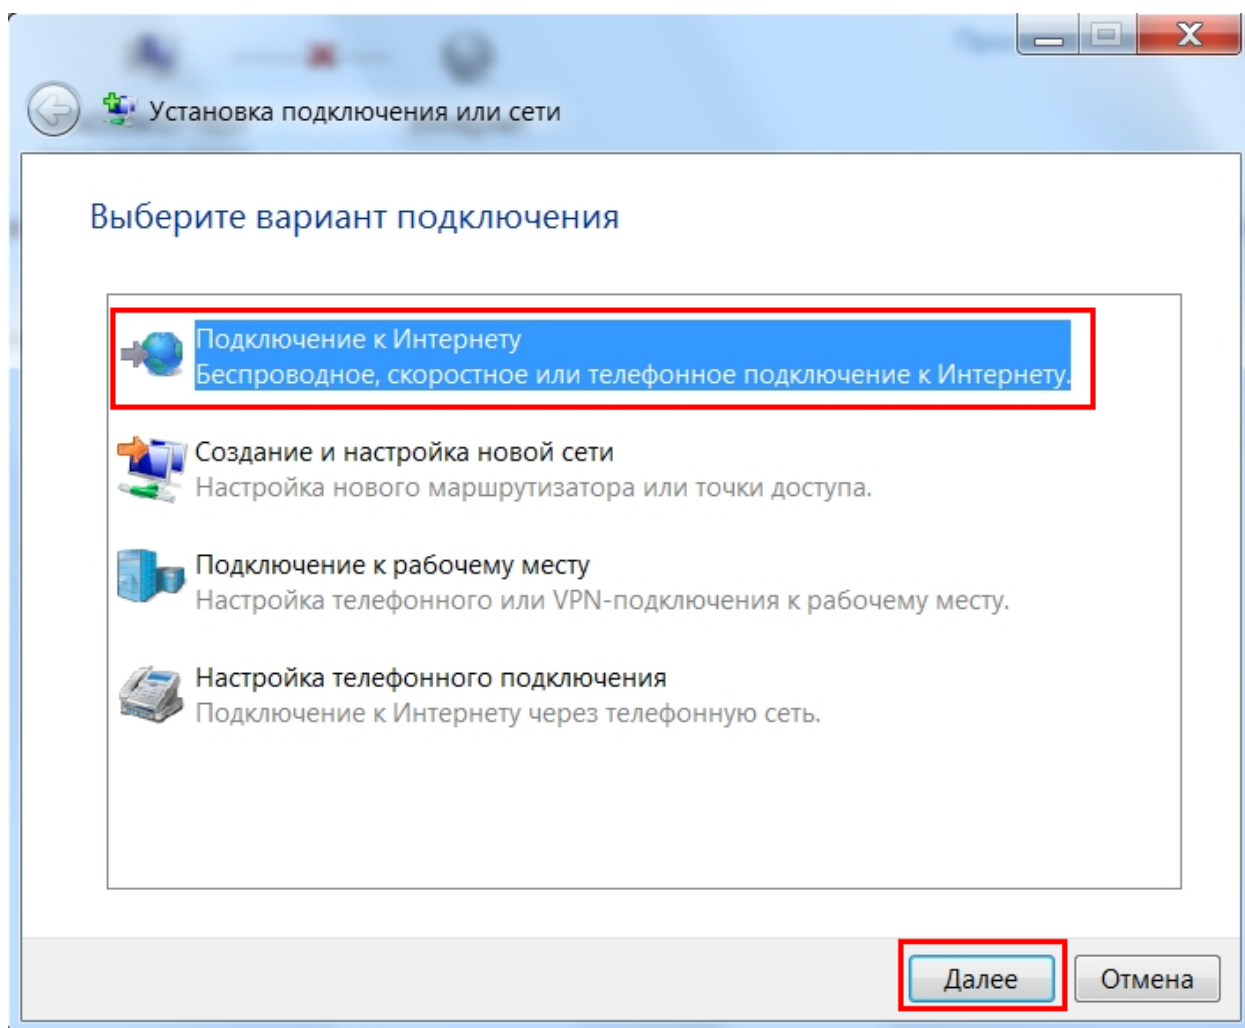 Установка подключения или сети
Выберите вариант подключения
Подключение к Интернету
Беспроводное, скоростное или телефонное подключение к Интернету.
Создание и настройка новой сети
Настройка нового маршрутизатора или точки доступа.
Подключение к рабочему месту
Настройка телефонного или VPN-подключения к рабочему месту.
Настройка телефонного подключения
Подключение к Интернету через телефонную сеть.
Далее
Отмена